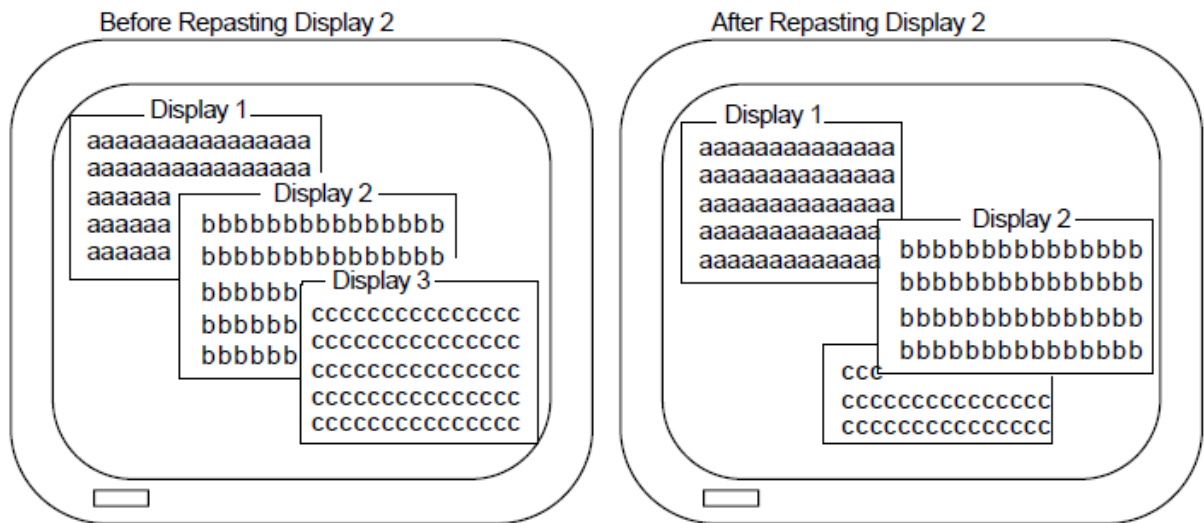 Before Repasting Display 2
Display 1
aaaaaaaaaaaaaaaa
aaaaaaaaaaaaaaaa
aaaaaa
aaaaaa
aaaaaa
Display 2
bbbbbbbbbbbbbbb
bbbbbbbbbbbbbbb
bbbbbb
bbbbbb
bbbbbb
Display 3
ccccccccccccccc
ccccccccccccccc
ccccccccccccccc
ccccccccccccccc
ccccccccccccccc
After Repasting Display 2
Display 1
aaaaaaaaaaaaaa
aaaaaaaaaaaaaa
aaaaaaaaaaaaaa
aaaaaaaaaaaaa
aaaaaaaaaaaaa
Display 2
bbbbbbbbbbbbbbb
bbbbbbbbbbbbbbb
bbbbbbbbbbbbbbb
bbbbbbbbbbbbbbb
ccc
ccccccccccccccc
ccccccccccccccc